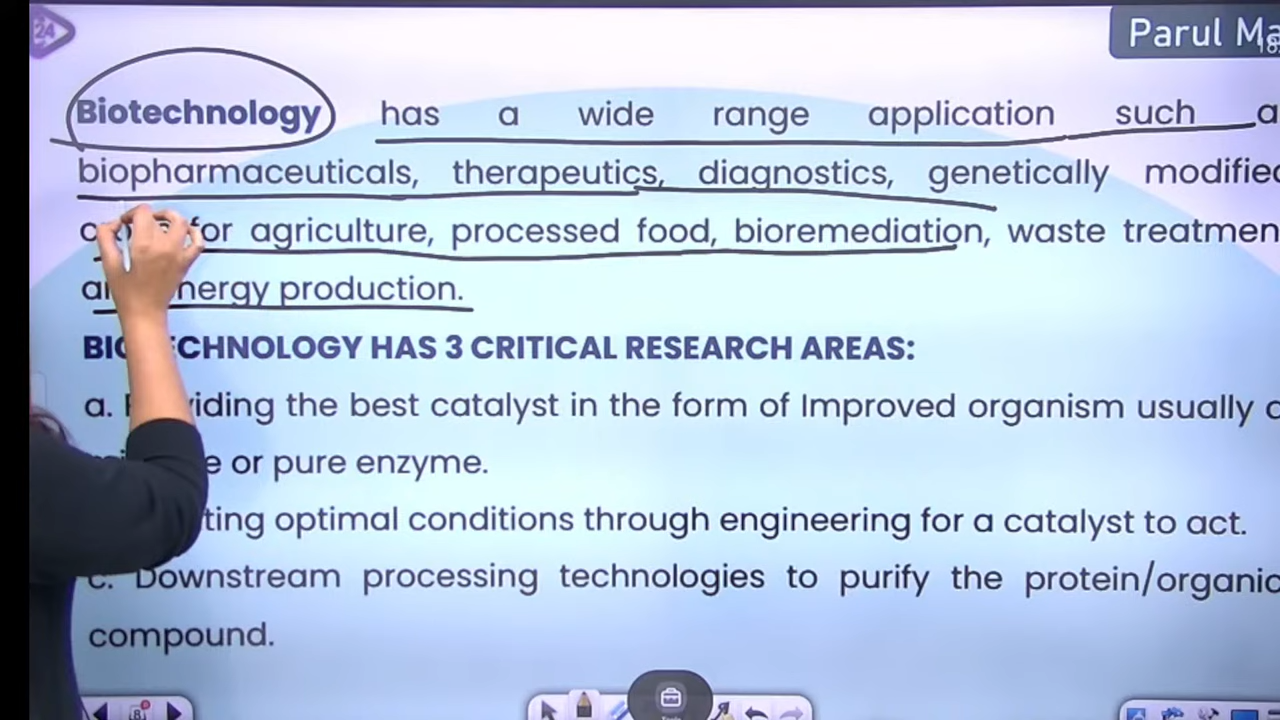 24
Parul Ma
Biotechnology has a wide range application such a
biopharmaceuticals, therapeutics, diagnostics, genetically modified
for agriculture, processed food, bioremediation, waste treatmen
nergy production.
CHNOLOGY HAS 3 CRITICAL RESEARCH AREAS:
a. iding the best catalyst in the form of Improved organism usually
e or pure enzyme.
ting optimal conditions through engineering for a catalyst to act.
c. Downstream processing technologies to purify the protein/organic
compound.